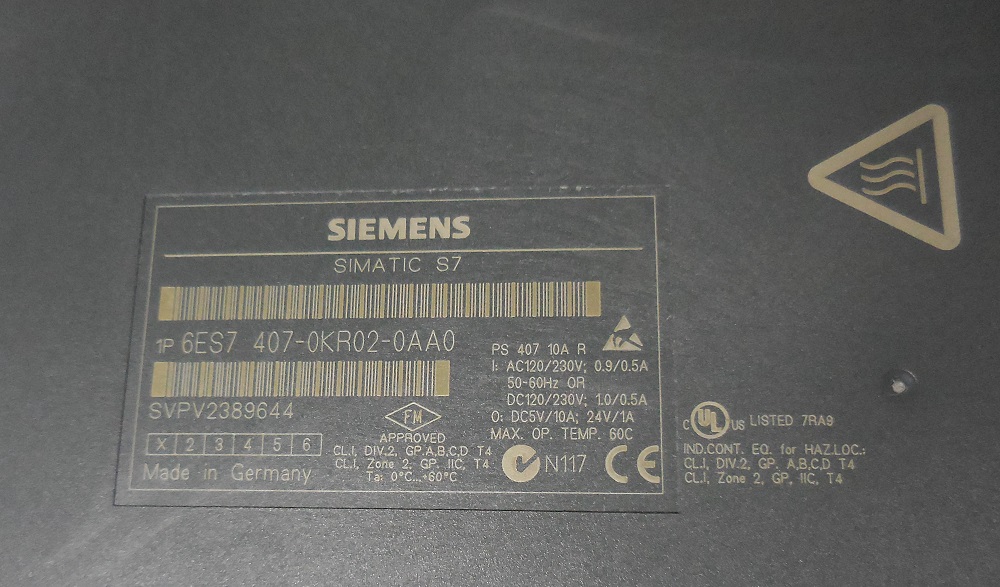 SIEMENS
SIMATIC S7
1P 6ES7 407-0KR02-0AA0
SVPV2389644
X 2 3 4 5 6
Made in Germany
FM
APPROVED
CL.I, DIV.2, GP.A,B,C,D T4
CL.I, Zone 2, GP. IIC, T4
Ta: 0°C...+60°C
PS 407 10A R
I: AC120/230V; 0.9/0.5A
50-60Hz OR
DC120/230V; 1.0/0.5A
O: DC5V/10A; 24V/1A
MAX. OP. TEMP. 60C
N117 CE
C UL US LISTED 7RA9
IND.CONT. EQ. for HAZ.LOC.:
CL.I, DIV.2, GP. A,B,C,D T4
CL.I, Zone 2, GP. IIC, T4